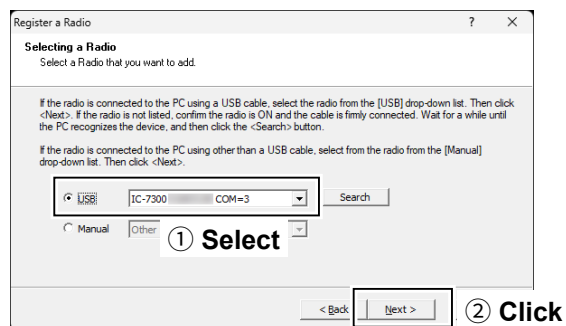 Register a Radio ? ×
Selecting a Radio
Select a Radio that you want to add.
If the radio is connected to the PC using a USB cable, select the radio from the [USB] drop-down list. Then click
<Next>. If the radio is not listed, confirm the radio is ON and the cable is firmly connected. Wait for a while until
the PC recognizes the device, and then click the <Search> button.
If the radio is connected to the PC using other than a USB cable, select from the radio from the [Manual]
drop-down list. Then click <Next>.
USB IC-7300 COM=3 Search
Manual Other
① Select
< Back Next > ② Click